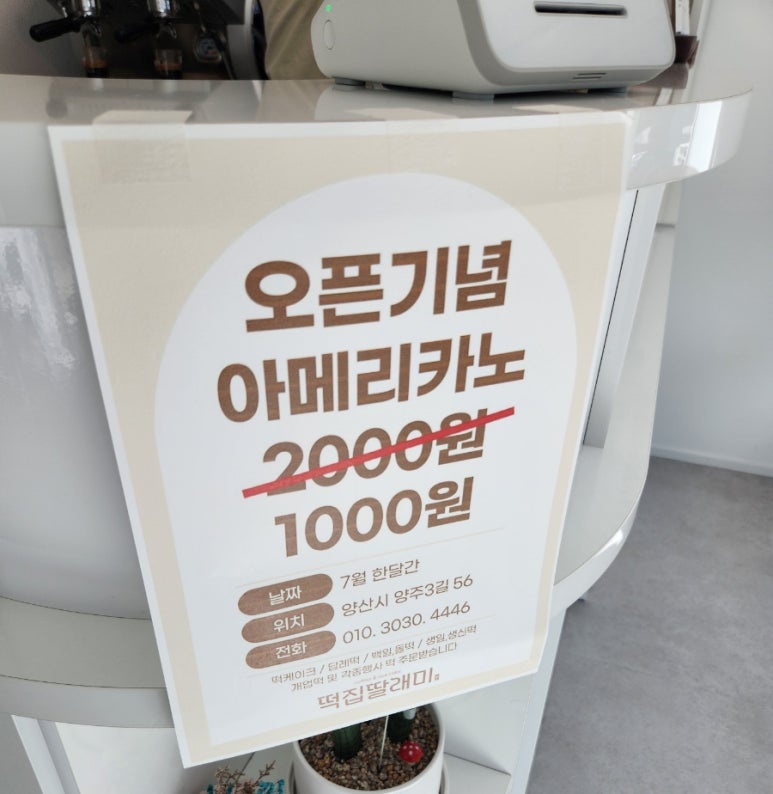 오픈기념
아메리카노
2000원
1000원
날짜 7월 한달간
위치 양산시 양주3길 56
전화 010. 3030. 4446
떡케이크 / 답례떡 / 백일,돌떡 / 생일,생신떡
개업떡 및 각종행사 떡 주문받습니다
떡집딸래미